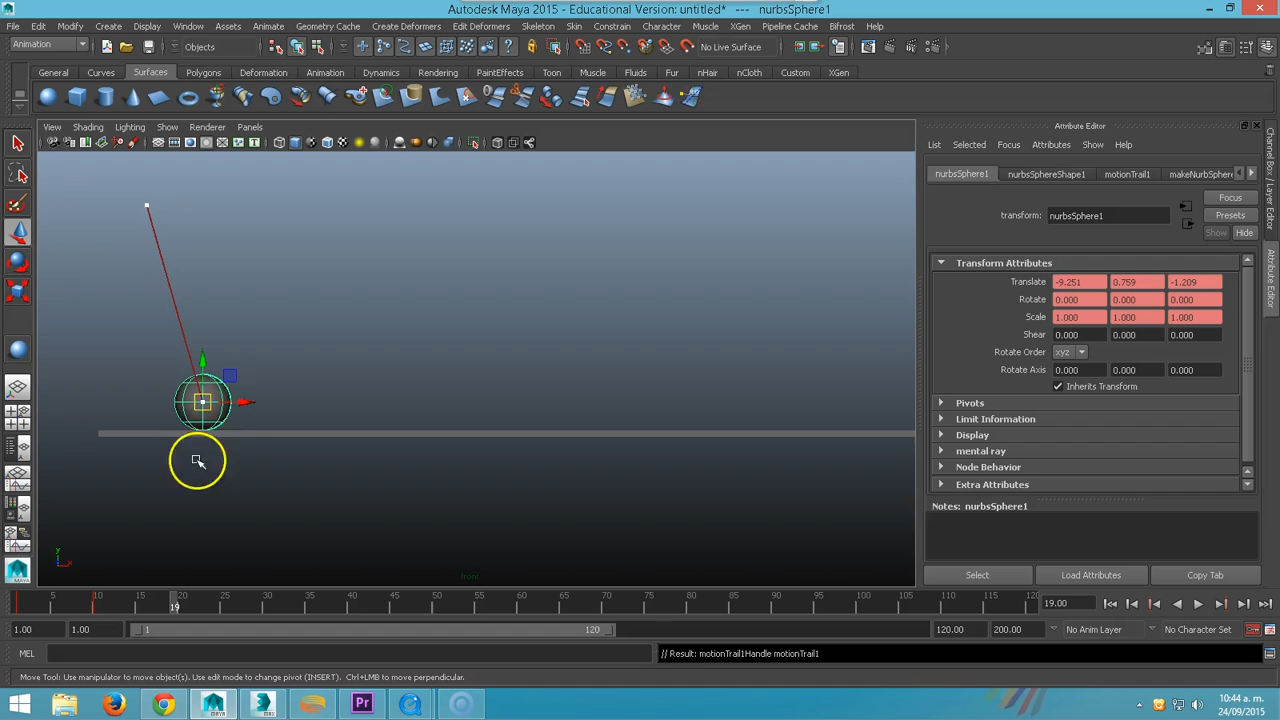 Autodesk Maya 2015 - Educational Version: untitled* --- nurbsSphere1
File Edit Modify Create Display Window Assets Animate Geometry Cache Create Deformers Edit Deformers Skeleton Skin Constrain Character Muscle XGen Pipeline Cache Bifrost Help
Animation Objects No Live Surface
General Curves Surfaces Polygons Deformation Animation Dynamics Rendering PaintEffects Toon Muscle Fluids Fur nHair nCloth Custom XGen
View Shading Lighting Show Renderer Panels
Attribute Editor
List Selected Focus Attributes Show Help
nurbsSphere1 nurbsSphereShape1 motionTrail1 makeNurbSphere
Focus
transform: nurbsSphere1 Presets
Show Hide
Transform Attributes
Translate -9.251 0.759 -1.209
Rotate 0.000 0.000 0.000
Scale 1.000 1.000 1.000
Shear 0.000 0.000 0.000
Rotate Order xyz
Rotate Axis 0.000 0.000 0.000
Inherits Transform
Pivots
Limit Information
Display
mental ray
Node Behavior
Extra Attributes
Notes: nurbsSphere1
Select Load Attributes Copy Tab
Channel Box / Layer Editor
Attribute Editor
y
x
front
5 10 15 20 25 30 35 40 45 50 55 60 65 70 75 80 85 90 95 100 105 110 115 120
19
19.00
1.00 1.00 1 120 120.00 200.00 No Anim Layer No Character Set
MEL // Result: motionTrail1Handle motionTrail1
Move Tool: Use manipulator to move object(s). Use edit mode to change pivot (INSERT). Ctrl+LMB to move perpendicular.
10:44 a.m.
24/09/2015